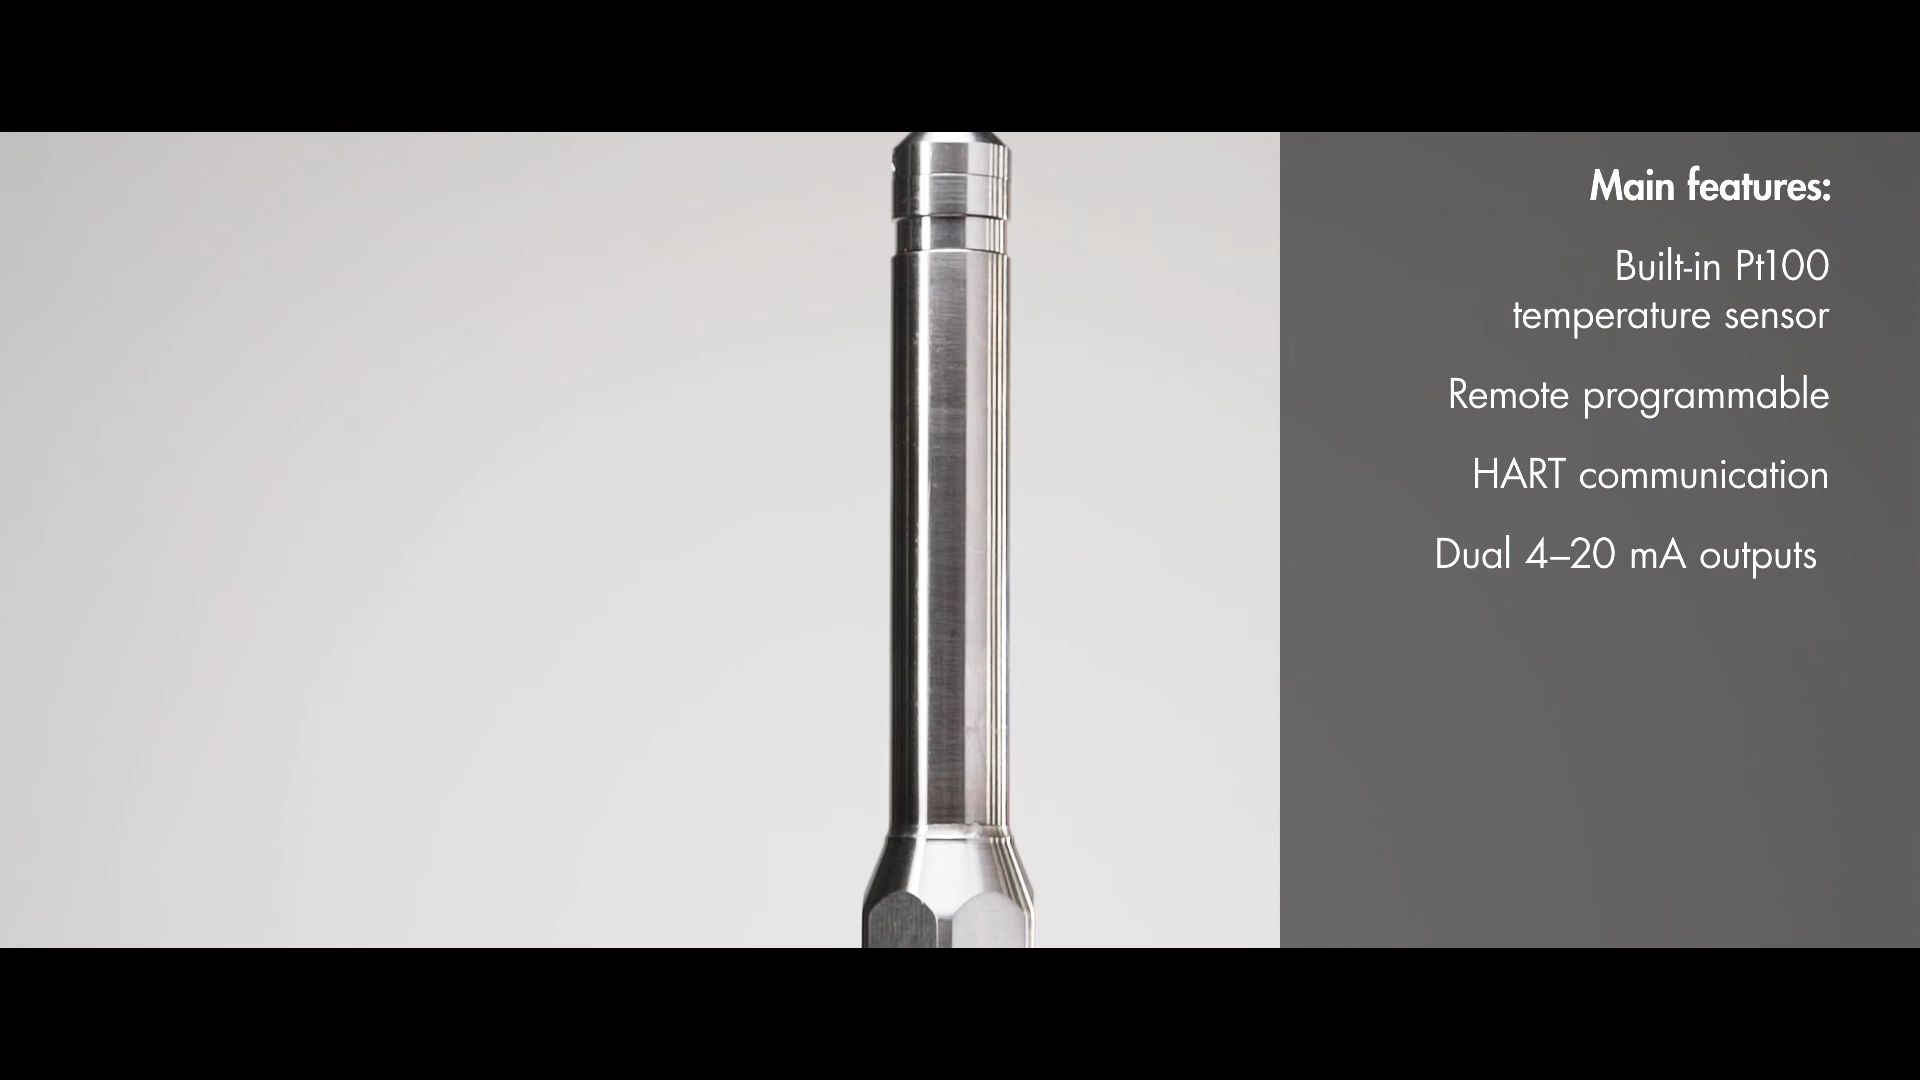 Main features:
Built-in Pt100
temperature sensor
Remote programmable
HART communication
Dual 4–20 mA outputs